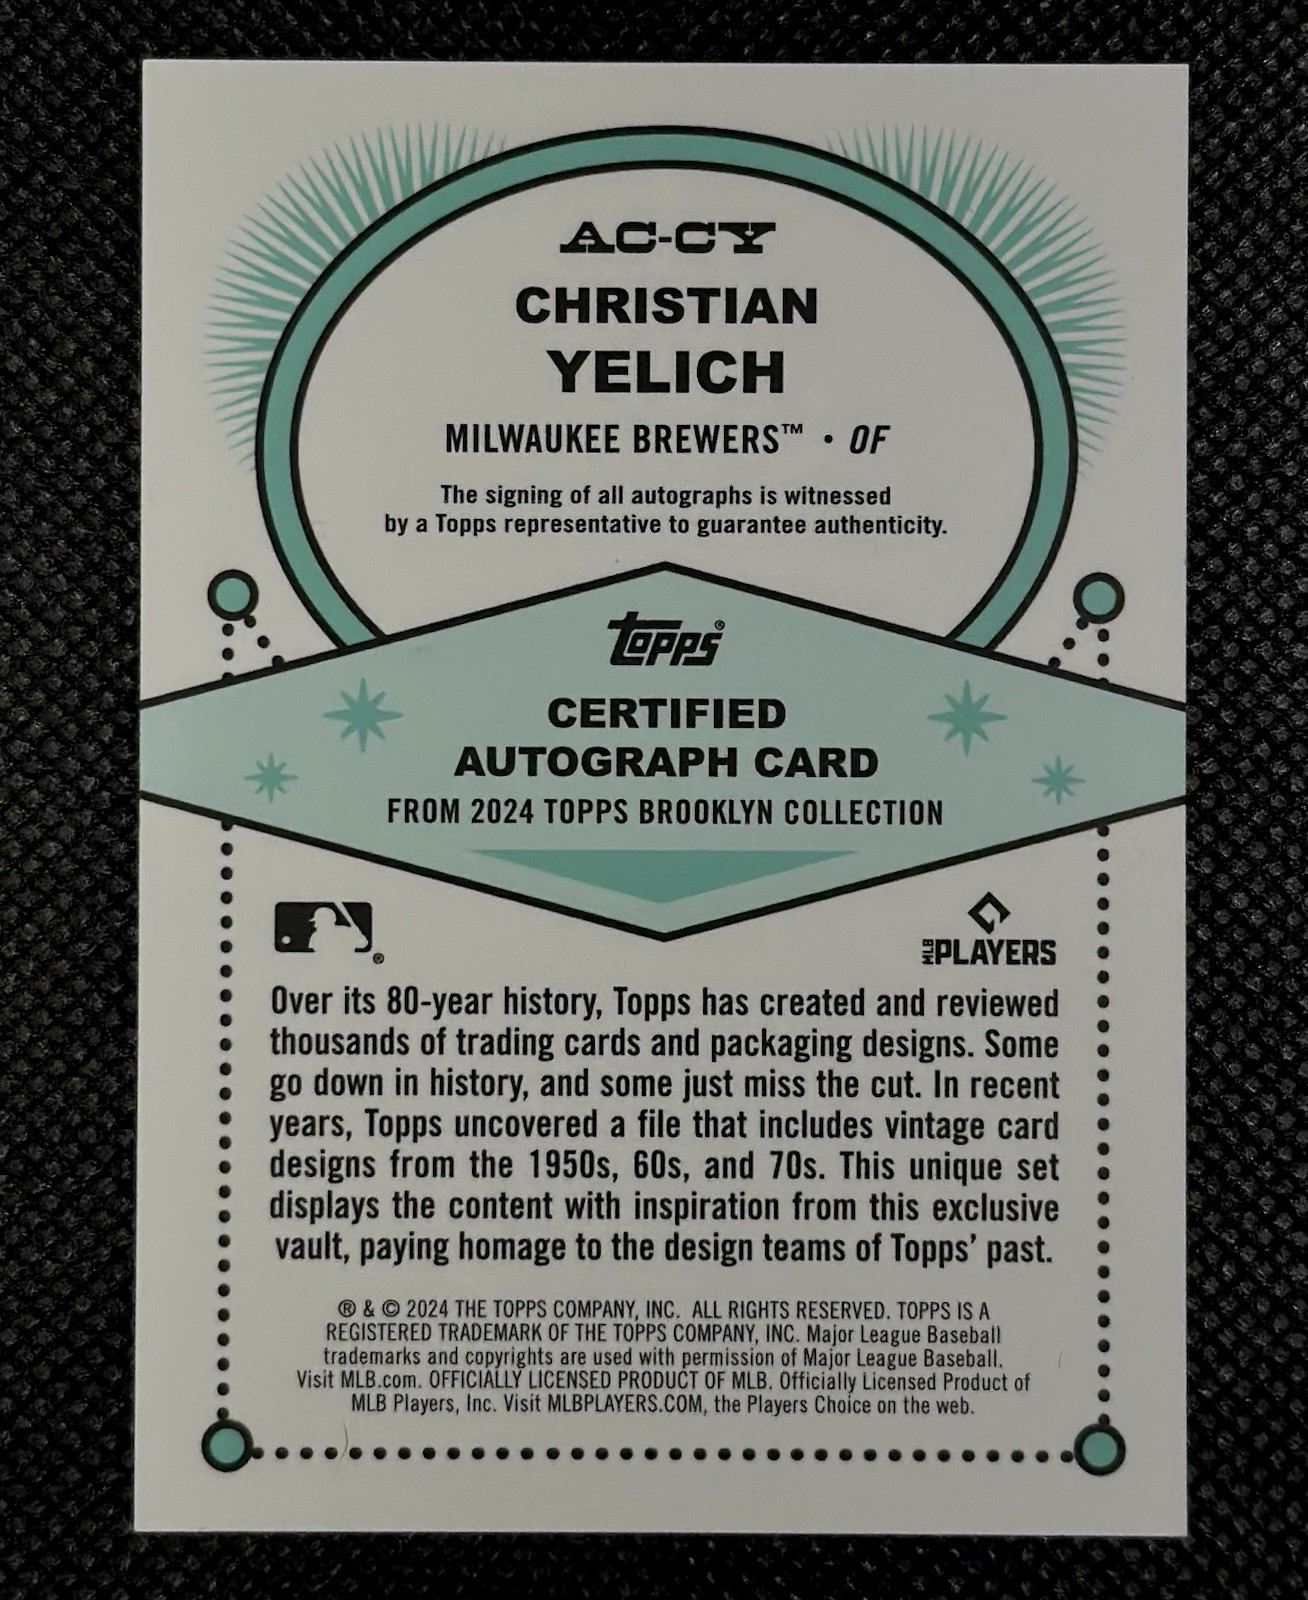 AC-CY
CHRISTIAN
YELICH
MILWAUKEE BREWERS™ · OF
The signing of all autographs is witnessed
by a Topps representative to guarantee authenticity.
topps®
CERTIFIED
AUTOGRAPH CARD
FROM 2024 TOPPS BROOKLYN COLLECTION
®
MLB PLAYERS
Over its 80-year history, Topps has created and reviewed
thousands of trading cards and packaging designs. Some
go down in history, and some just miss the cut. In recent
years, Topps uncovered a file that includes vintage card
designs from the 1950s, 60s, and 70s. This unique set
displays the content with inspiration from this exclusive
vault, paying homage to the design teams of Topps’ past.
® & © 2024 THE TOPPS COMPANY, INC. ALL RIGHTS RESERVED. TOPPS IS A
REGISTERED TRADEMARK OF THE TOPPS COMPANY, INC. Major League Baseball
trademarks and copyrights are used with permission of Major League Baseball.
Visit MLB.com. OFFICIALLY LICENSED PRODUCT OF MLB. Officially Licensed Product of
MLB Players, Inc. Visit MLBPLAYERS.COM, the Players Choice on the web.